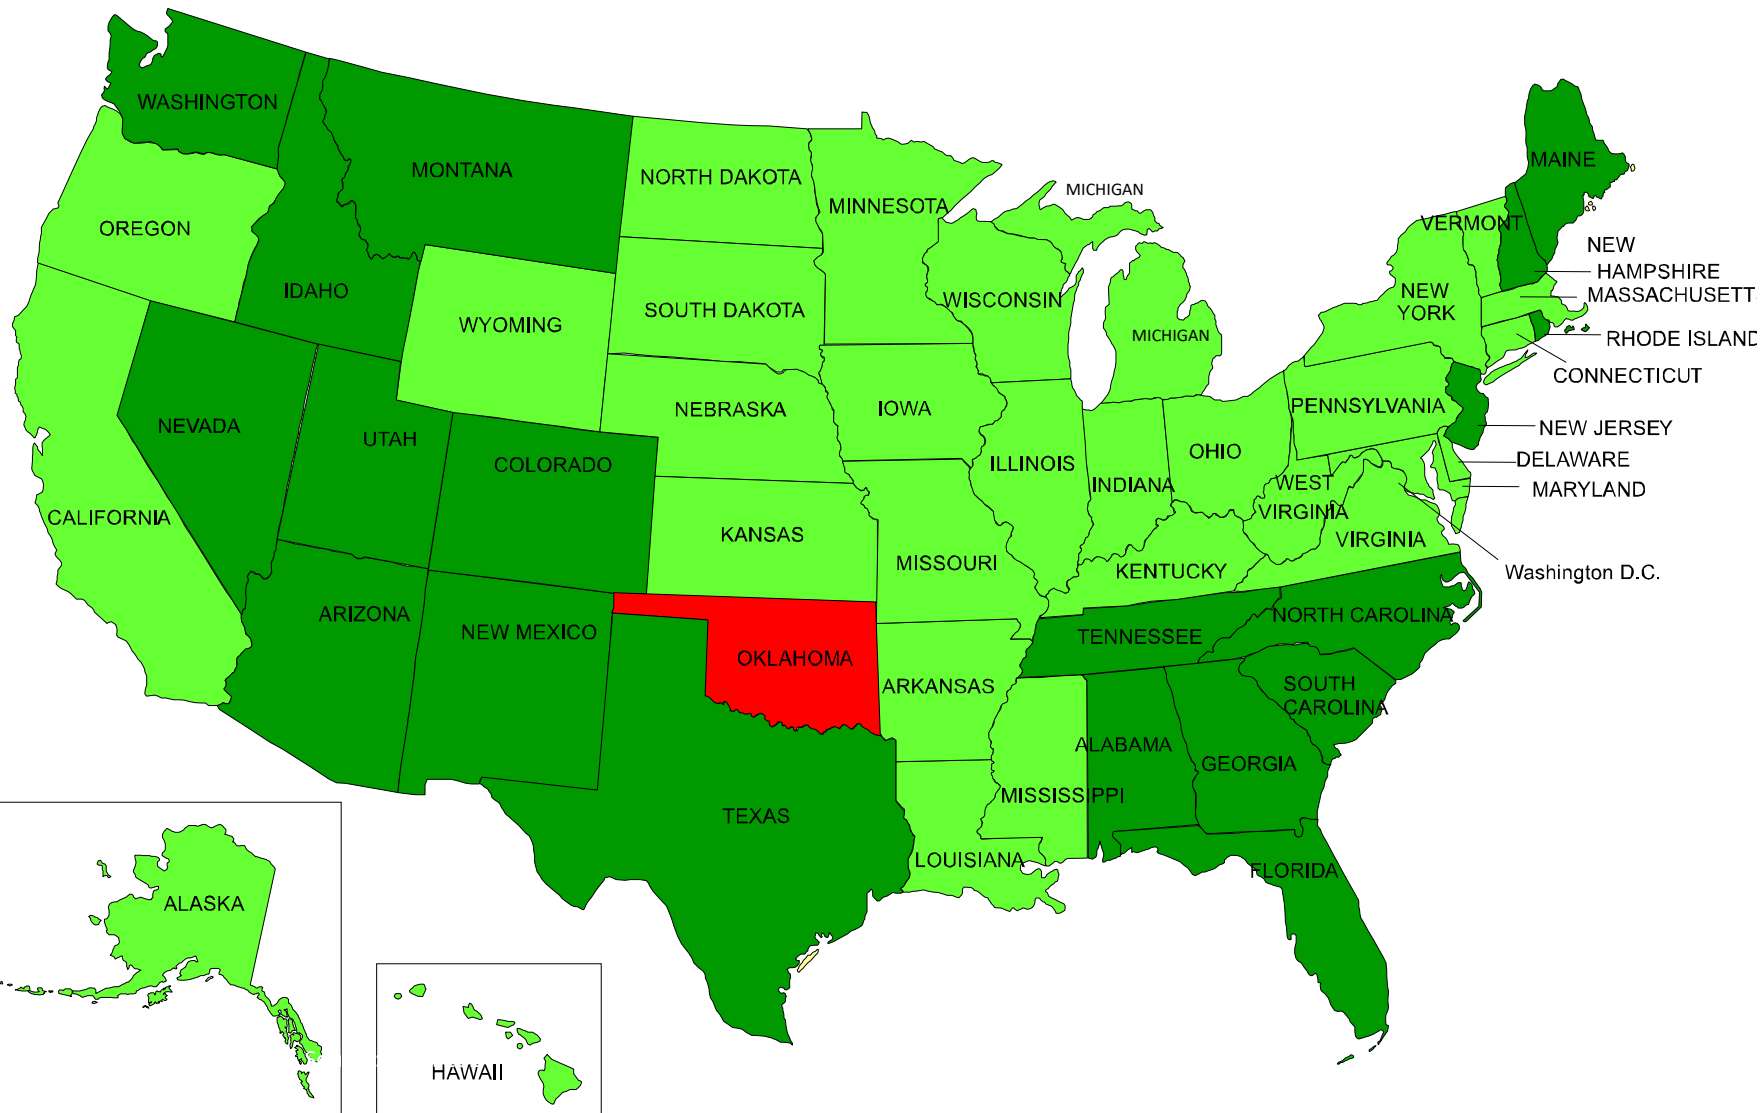 WASHINGTON
MONTANA
NORTH DAKOTA
MINNESOTA
MICHIGAN
MAINE
OREGON
VERMONT
NEW
HAMPSHIRE
IDAHO
WYOMING
SOUTH DAKOTA
WISCONSIN
MICHIGAN
NEW
YORK
MASSACHUSETT
RHODE ISLAND
CONNECTICUT
NEVADA
UTAH
COLORADO
NEBRASKA
IOWA
ILLINOIS
INDIANA
OHIO
PENNSYLVANIA
NEW JERSEY
DELAWARE
MARYLAND
CALIFORNIA
KANSAS
MISSOURI
KENTUCKY
WEST
VIRGINIA
VIRGINIA
Washington D.C.
ARIZONA
NEW MEXICO
OKLAHOMA
ARKANSAS
TENNESSEE
NORTH CAROLINA
SOUTH
CAROLINA
TEXAS
LOUISIANA
MISSISSIPPI
ALABAMA
GEORGIA
FLORIDA
ALASKA
HAWAII